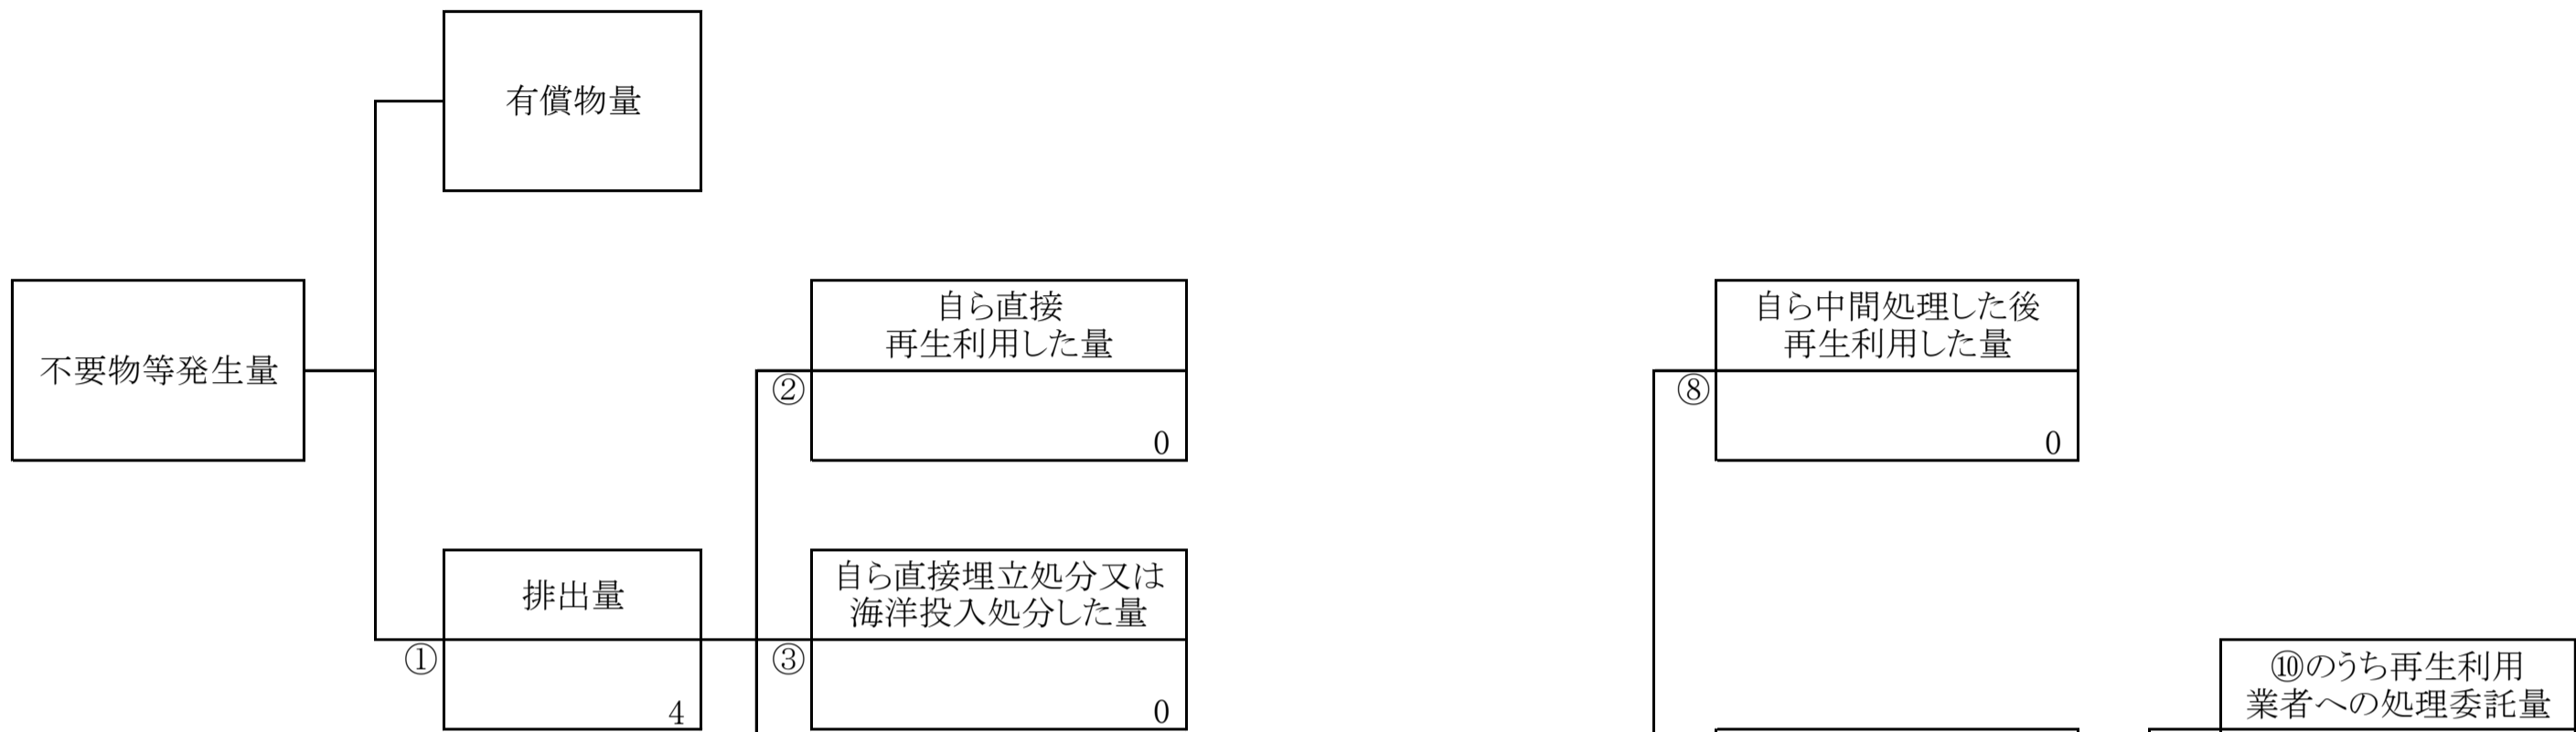 有償物量
不要物等発生量
自ら直接
再生利用した量
②
0
自ら中間処理した後
再生利用した量
⑧
0
排出量
①
4
自ら直接埋立処分又は
海洋投入処分した量
③
0
⑩のうち再生利用
業者への処理委託量